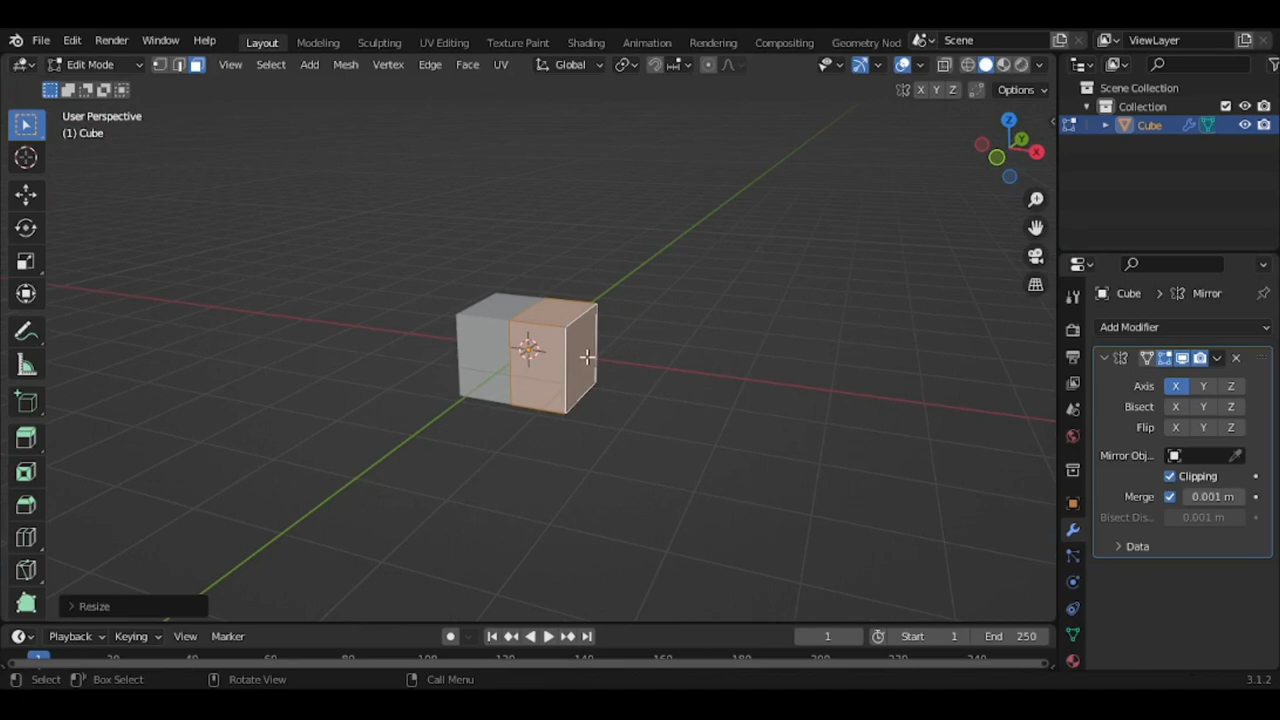 File Edit Render Window Help Layout Modeling Sculpting UV Editing Texture Paint Shading Animation Rendering Compositing Geometry Nod Scene ViewLayer
Edit Mode View Select Add Mesh Vertex Edge Face UV Global
X Y Z Options
User Perspective
(1) Cube
Z
Y
X
Scene Collection
Collection
Cube
Cube > Mirror
Add Modifier
Axis X Y Z
Bisect X Y Z
Flip X Y Z
Mirror Obj...
Clipping
Merge 0.001 m
Bisect Dis... 0.001 m
Data
Resize
Playback Keying View Marker 1 Start 1 End 250
Select Box Select Rotate View Call Menu 3.1.2